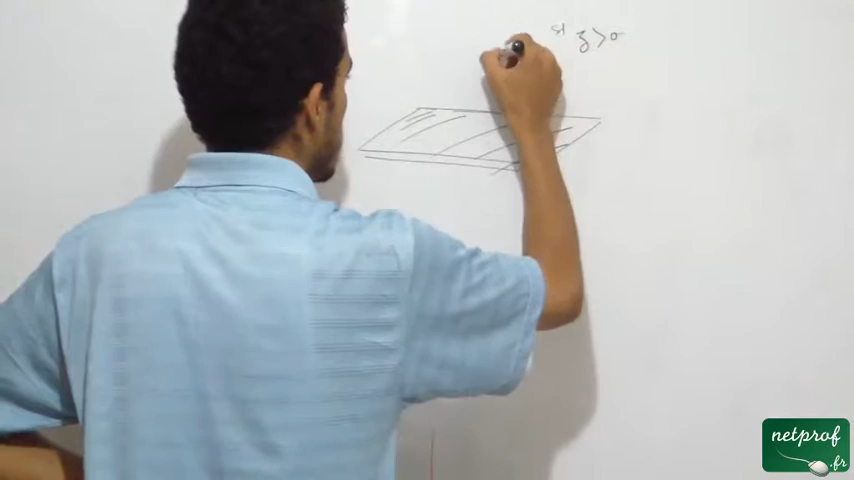 si z > 0
netprof
.fr